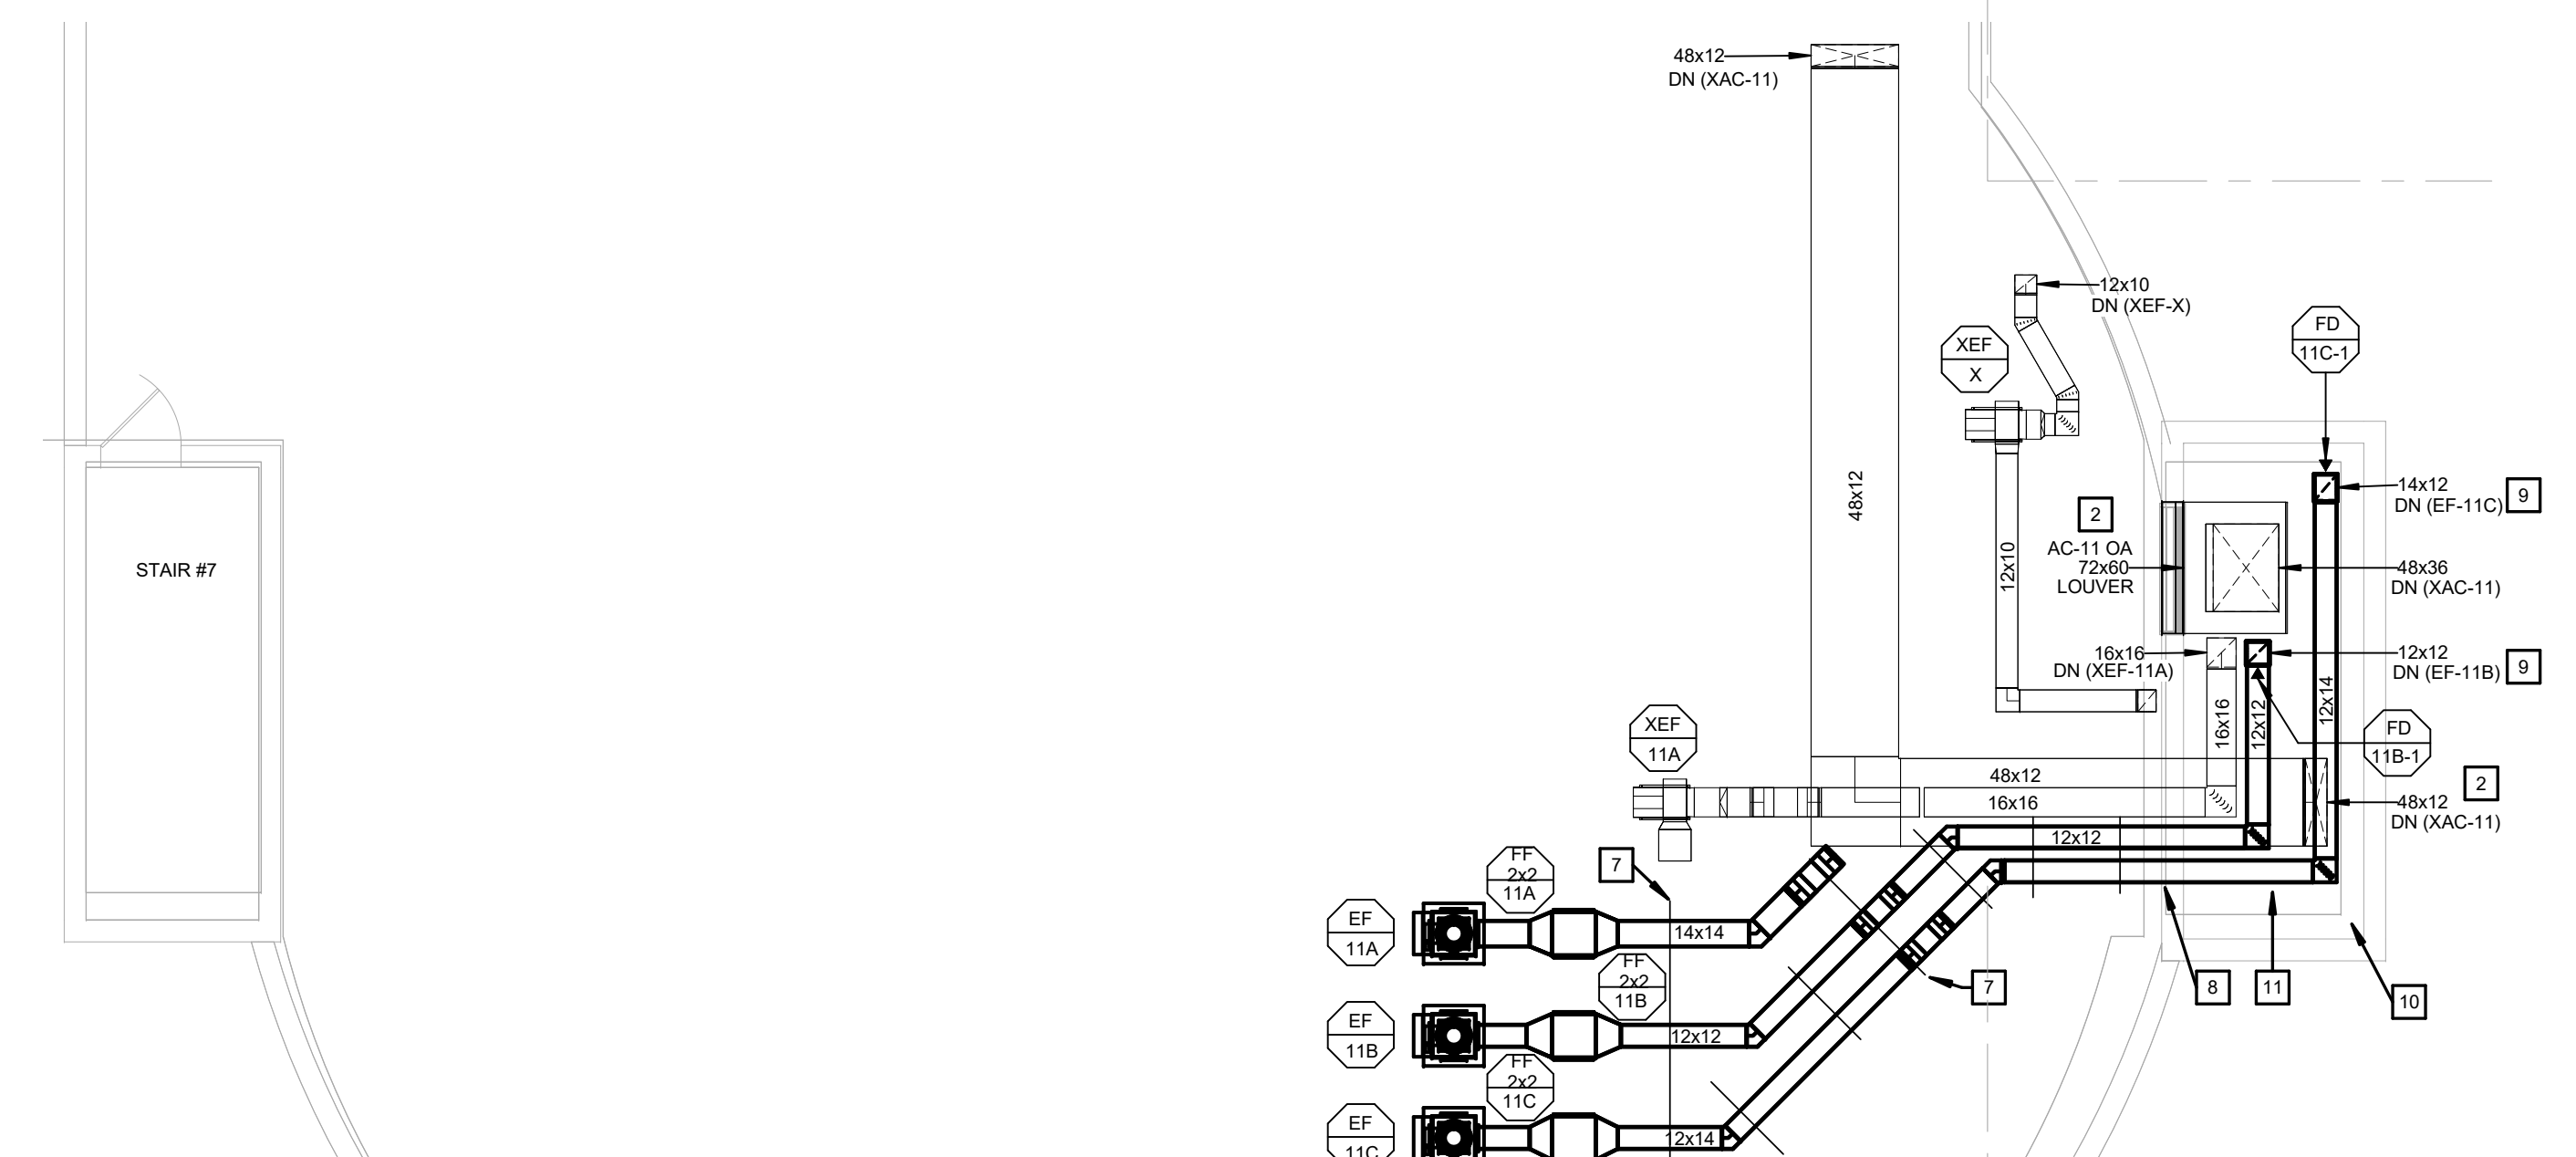 48x12
DN (XAC-11)
12x10
DN (XEF-X)
XEF
X
FD
11C-1
48x12
12x10
2
AC-11 OA
72x60
LOUVER
14x12
DN (EF-11C)
9
48x36
DN (XAC-11)
STAIR #7
16x16
DN (XEF-11A)
12x12
DN (EF-11B)
9
16x16
12x12
12x14
XEF
11A
FD
11B-1
48x12
16x16
2
48x12
DN (XAC-11)
12x12
FF
2x2
11A
7
EF
11A
14x14
FF
2x2
11B
7
8
11
10
EF
11B
12x12
FF
2x2
11C
EF
11C
12x14